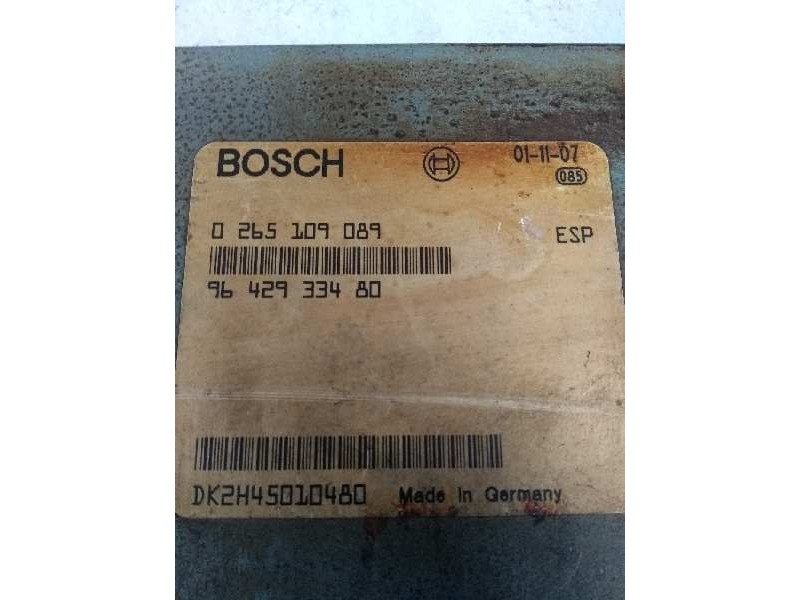 BOSCH 01-11-07
085
0 265 109 089 ESP
96 429 334 80
DK2H45010480 Made in Germany